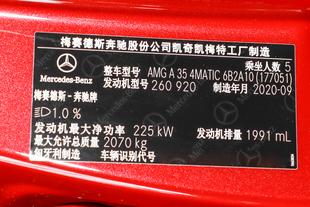 梅赛德斯奔驰股份公司凯奇凯梅特工厂制造
乘坐人数 5
整车型号 AMG A 35 4MATIC 6B2A10 (177051)
发动机型号 260 920 制造年月 2020-09
Mercedes-Benz
梅赛德斯-奔驰牌
1.0 %
发动机最大净功率 225 kW 发动机排量 1991 mL
最大允许总质量 2070 kg
匈牙利制造 车辆识别代号